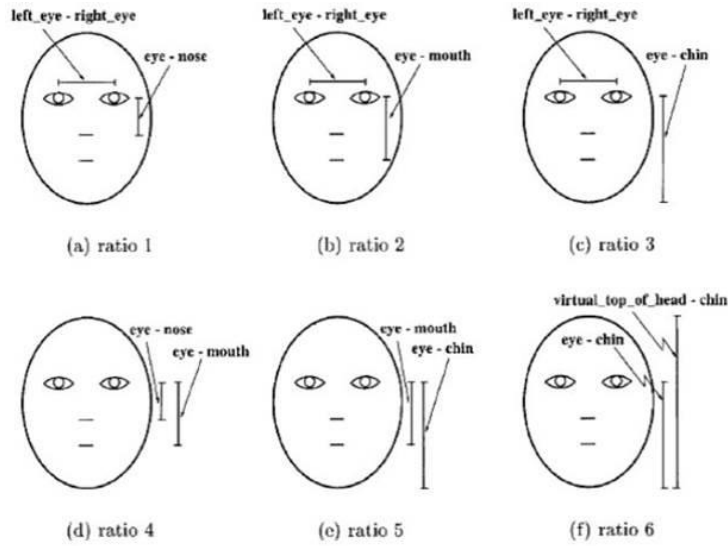 left_eye - right_eye
eye - nose
(a) ratio 1
left_eye - right_eye
eye - mouth
(b) ratio 2
left_eye - right_eye
eye - chin
(c) ratio 3
eye - nose
eye - mouth
(d) ratio 4
eye - mouth
eye - chin
(e) ratio 5
virtual_top_of_head - chin
eye - chin
(f) ratio 6